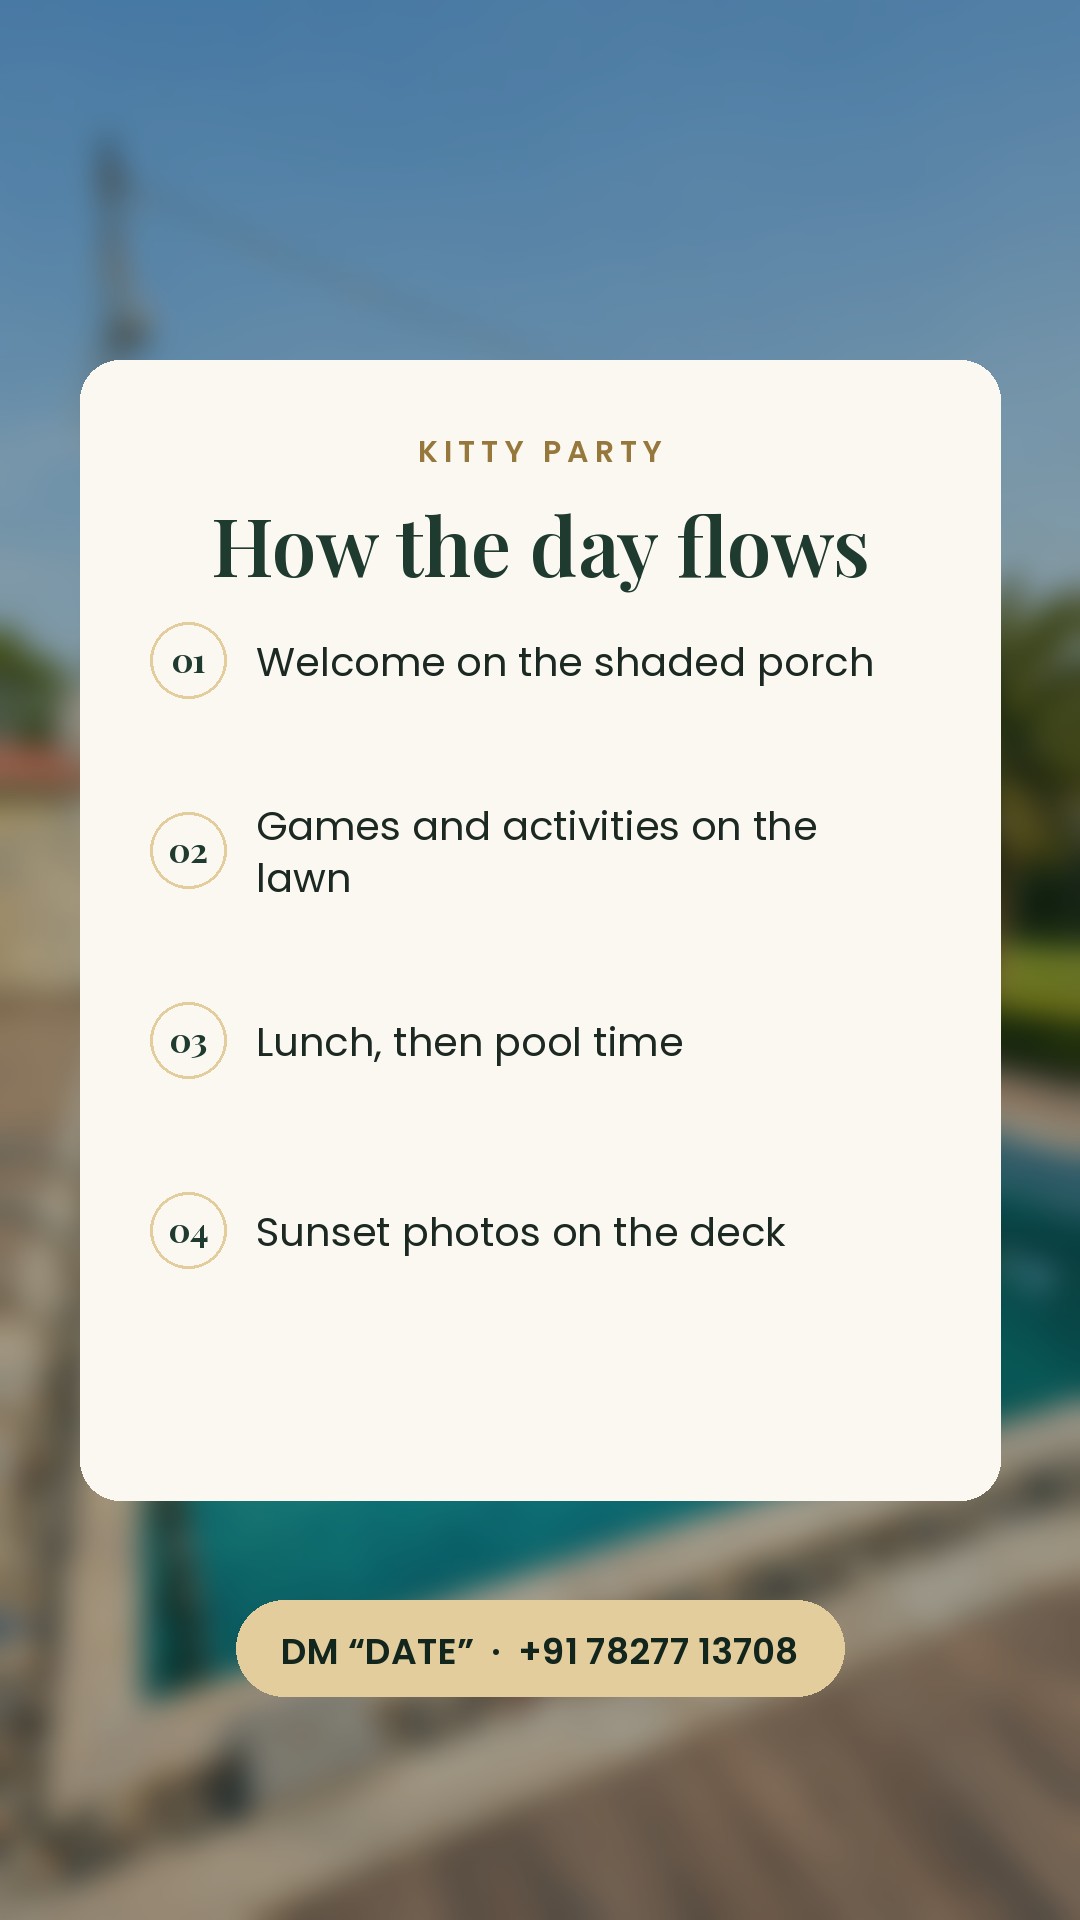 KITTY PARTY
How the day flows
01 Welcome on the shaded porch
02 Games and activities on the
lawn
03 Lunch, then pool time
04 Sunset photos on the deck
DM “DATE” · +91 78277 13708